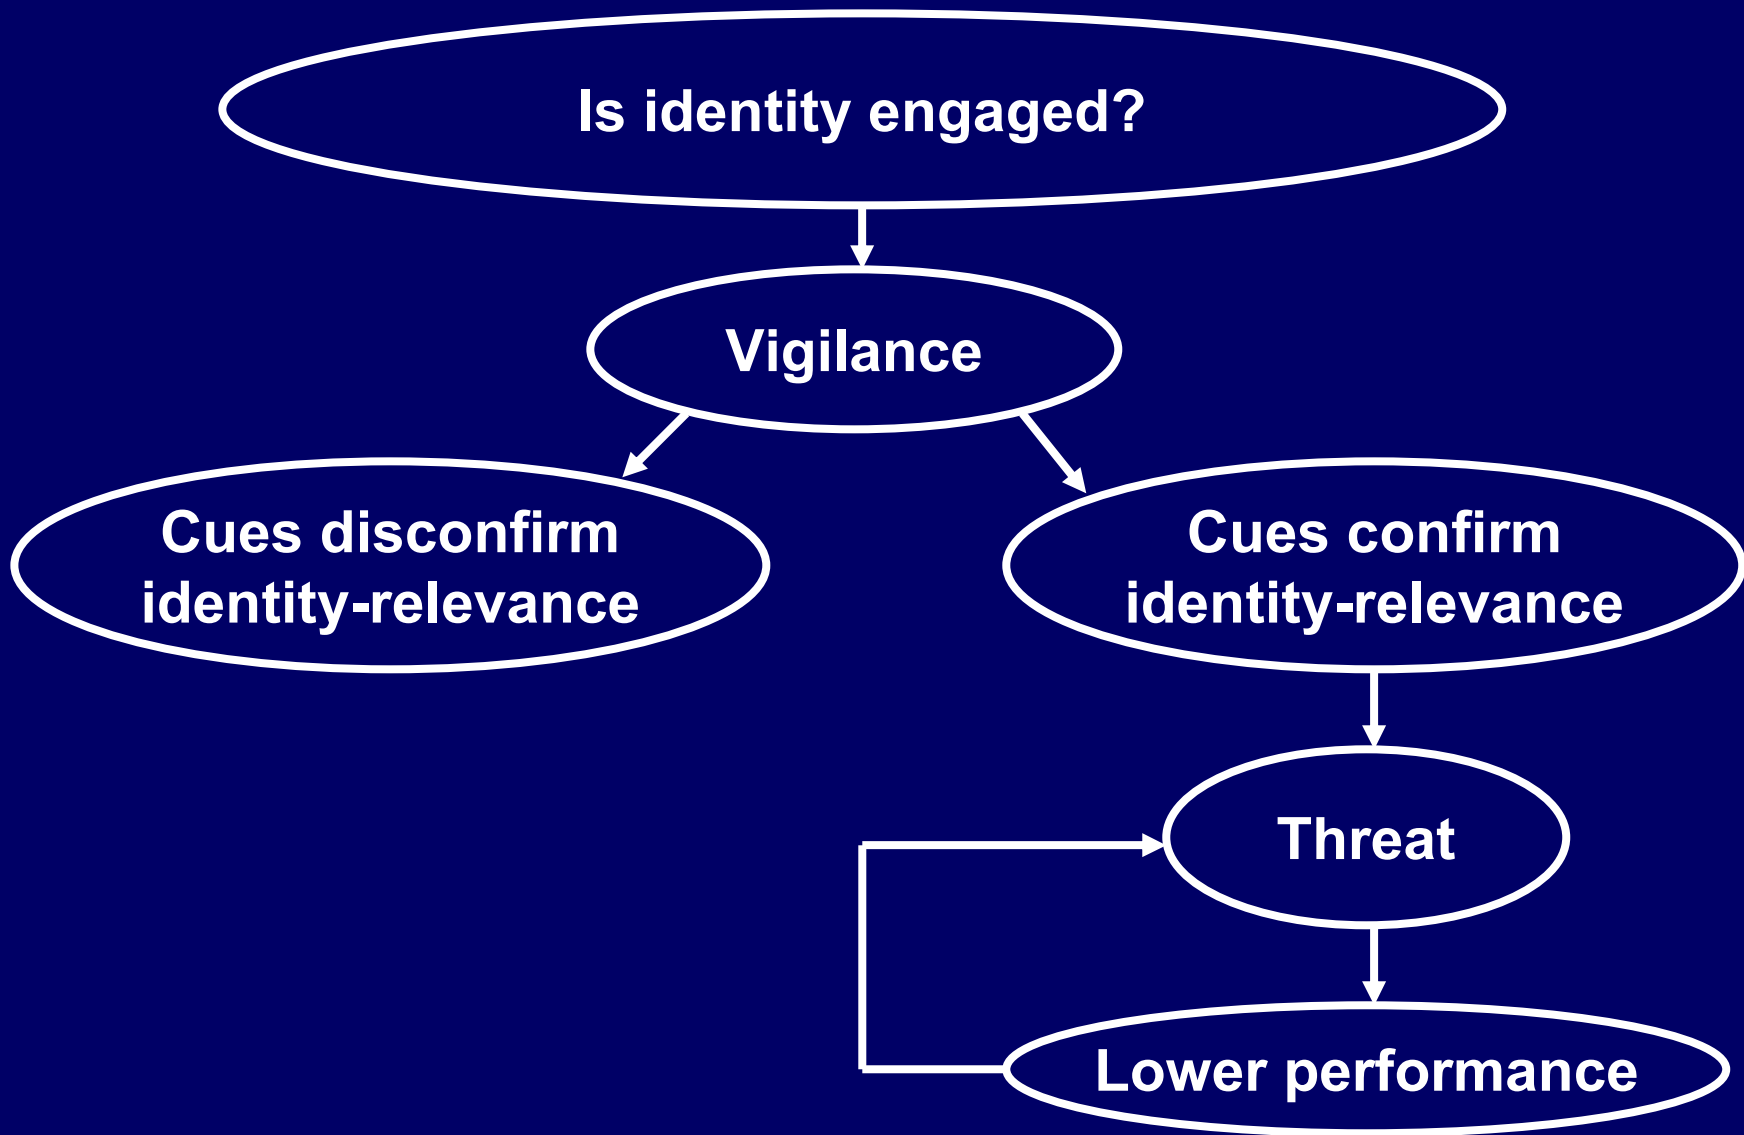 Is identity engaged?
Vigilance
Cues disconfirm
identity-relevance
Cues confirm
identity-relevance
Threat
Lower performance